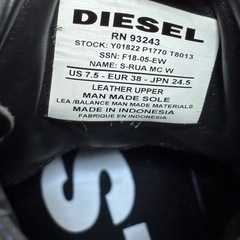 DIESEL
RN 93243
STOCK: Y01822 P1770 T8013
SSN: F18-05-EW
NAME: S-RUA MC W
US 7.5 - EUR 38 - JPN 24.5
LEATHER UPPER
MAN MADE SOLE
LEA /BALANCE MAN MADE MATERIALS
MADE IN INDONESIA
FABRIQUE EN INDONESIA